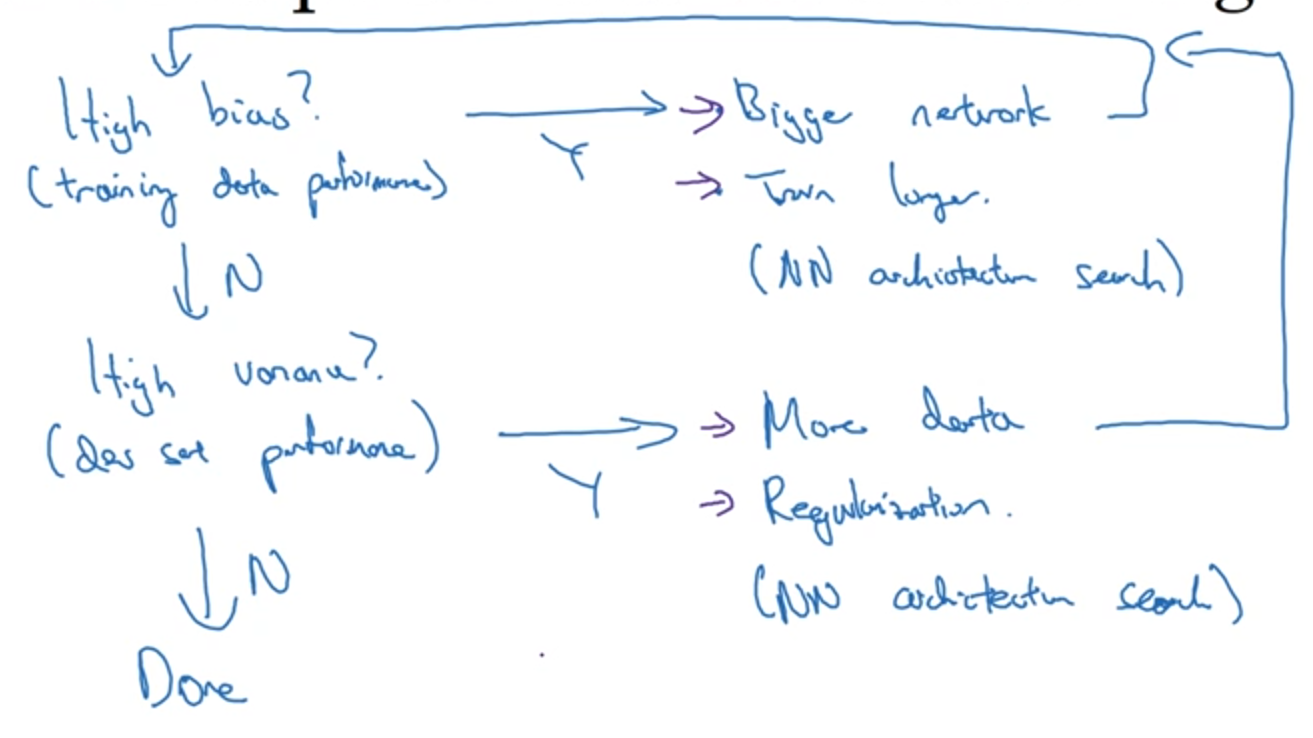 High bias? Y Bigger network
(training data performance) Train longer.
N (NN architecture search)
High variance?
(dev set performance) Y More data
Regularization.
N (NN architecture search)
Done